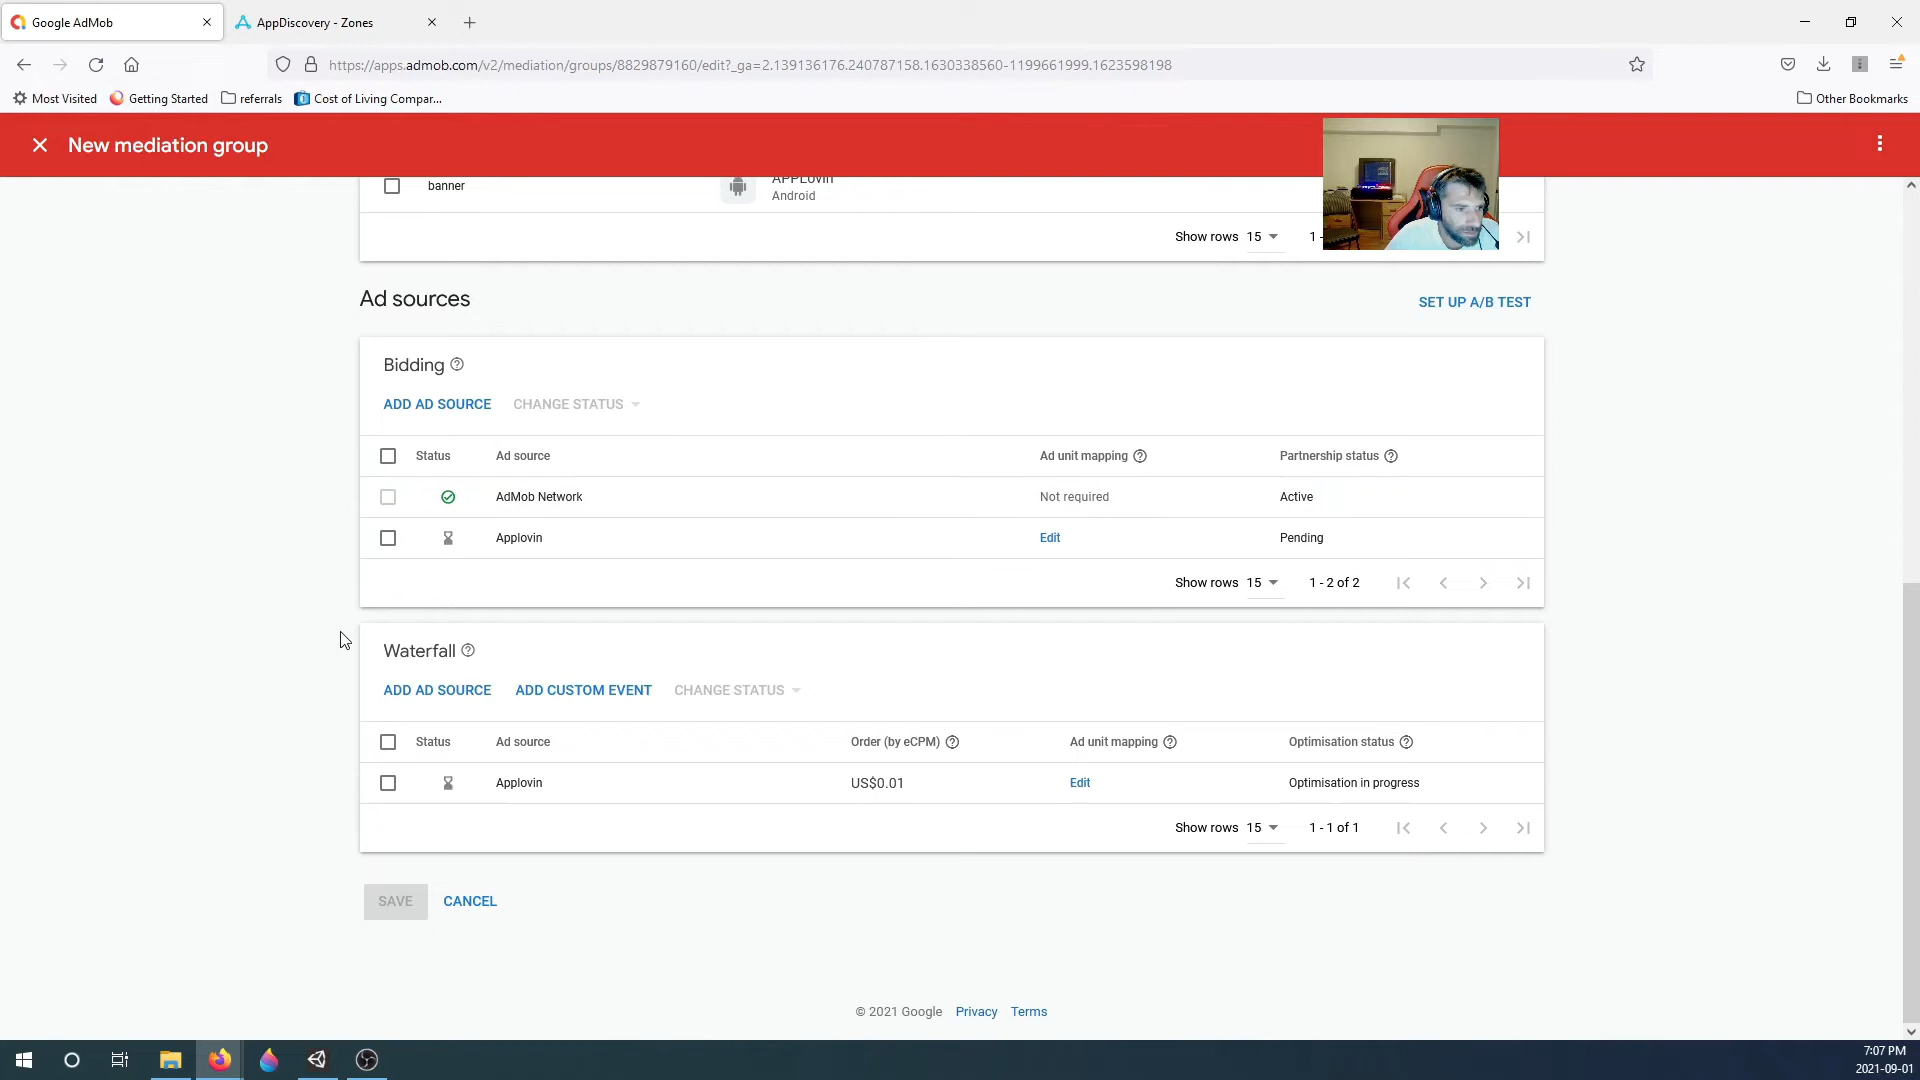 Google AdMob
AppDiscovery - Zones
https://apps.admob.com/v2/mediation/groups/8829879160/edit?_ga=2.139136176.240787158.1630338560-1199661999.1623598198
Most Visited
Getting Started
referrals
Cost of Living Compar...
Other Bookmarks
New mediation group
banner
APPLovin
Android
Show rows 15
1 -
Ad sources
SET UP A/B TEST
Bidding
ADD AD SOURCE
CHANGE STATUS
Status Ad source Ad unit mapping Partnership status
AdMob Network Not required Active
Applovin Edit Pending
Show rows 15 1 - 2 of 2
Waterfall
ADD AD SOURCE ADD CUSTOM EVENT CHANGE STATUS
Status Ad source Order (by eCPM) Ad unit mapping Optimisation status
Applovin US$0.01 Edit Optimisation in progress
Show rows 15 1 - 1 of 1
SAVE CANCEL
© 2021 Google Privacy Terms
7:07 PM
2021-09-01